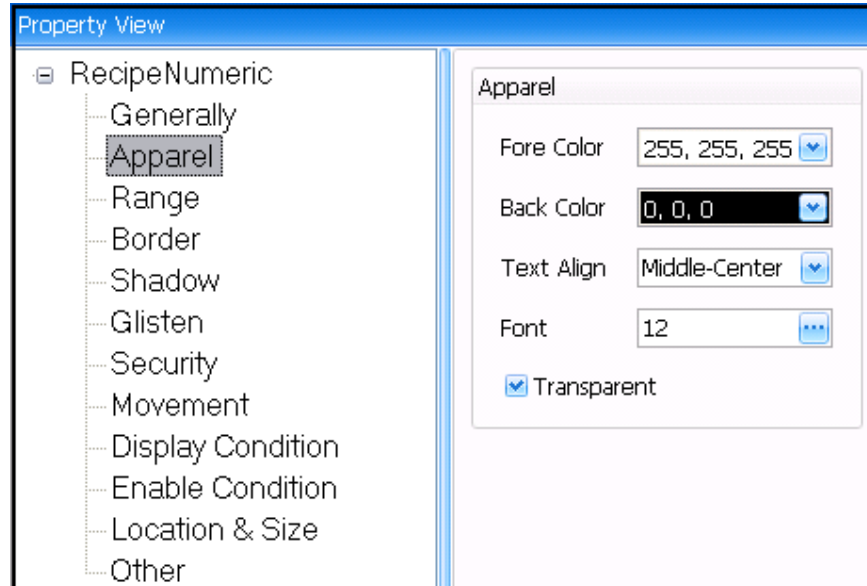 Property View
RecipeNumeric
Generally
Apparel
Range
Border
Shadow
Glisten
Security
Movement
Display Condition
Enable Condition
Location & Size
Other
Apparel
Fore Color 255, 255, 255
Back Color 0, 0, 0
Text Align Middle-Center
Font 12 ...
Transparent